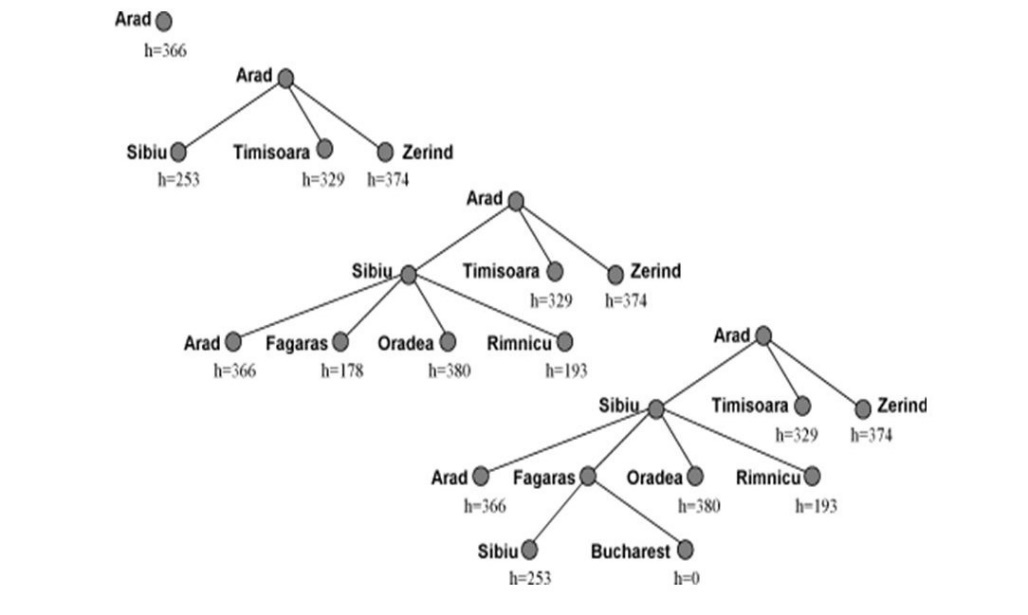 Arad
h=366
Arad
Sibiu Timisoara Zerind
h=253 h=329 h=374
Arad
Sibiu Timisoara Zerind
h=329 h=374
Arad Fagaras Oradea Rimnicu
h=366 h=178 h=380 h=193
Arad
Sibiu Timisoara Zerind
h=329 h=374
Arad Fagaras Oradea Rimnicu
h=366 h=380 h=193
Sibiu Bucharest
h=253 h=0